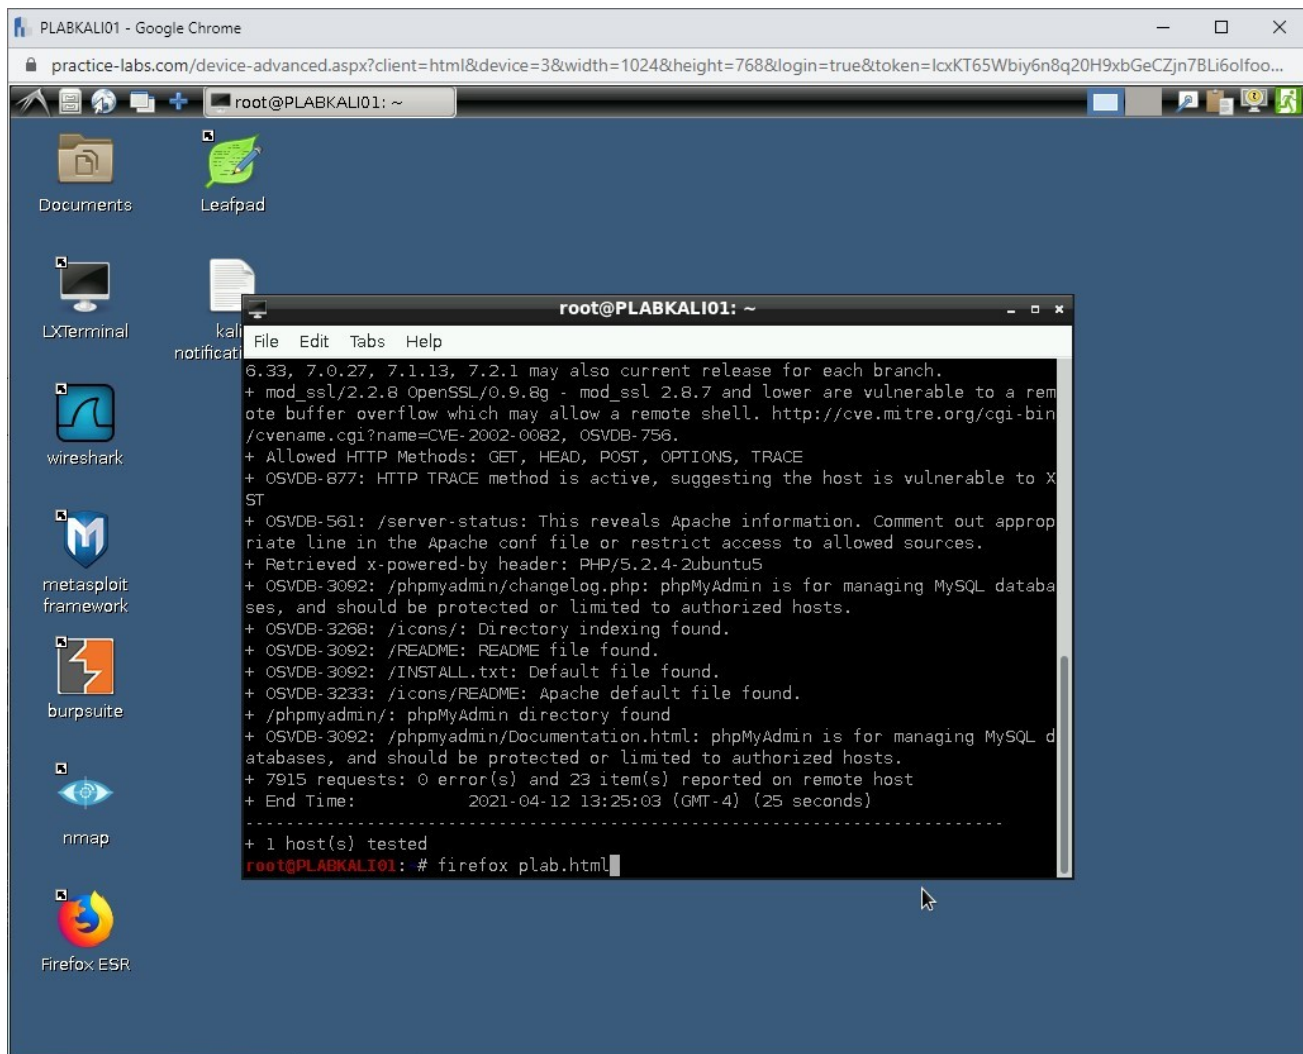 PLABKALI01 - Google Chrome
practice-labs.com/device-advanced.aspx?client=html&device=3&width=1024&height=768&login=true&token=IcxKT65Wbiy6n8q20H9xbGeCZjn7BLi6olfoo...
root@PLABKALI01: ~
Documents
Leafpad
LXTerminal
kali
notificati
wireshark
metasploit
framework
burpsuite
nmap
Firefox ESR
root@PLABKALI01: ~
File Edit Tabs Help
6.33, 7.0.27, 7.1.13, 7.2.1 may also current release for each branch.
+ mod_ssl/2.2.8 OpenSSL/0.9.8g - mod_ssl 2.8.7 and lower are vulnerable to a rem
ote buffer overflow which may allow a remote shell. http://cve.mitre.org/cgi-bin
/cvename.cgi?name=CVE-2002-0082, OSVDB-756.
+ Allowed HTTP Methods: GET, HEAD, POST, OPTIONS, TRACE
+ OSVDB-877: HTTP TRACE method is active, suggesting the host is vulnerable to X
ST
+ OSVDB-561: /server-status: This reveals Apache information. Comment out approp
riate line in the Apache conf file or restrict access to allowed sources.
+ Retrieved x-powered-by header: PHP/5.2.4-2ubuntu5
+ OSVDB-3092: /phpmyadmin/changelog.php: phpMyAdmin is for managing MySQL databa
ses, and should be protected or limited to authorized hosts.
+ OSVDB-3268: /icons/: Directory indexing found.
+ OSVDB-3092: /README: README file found.
+ OSVDB-3092: /INSTALL.txt: Default file found.
+ OSVDB-3233: /icons/README: Apache default file found.
+ /phpmyadmin/: phpMyAdmin directory found
+ OSVDB-3092: /phpmyadmin/Documentation.html: phpMyAdmin is for managing MySQL d
atabases, and should be protected or limited to authorized hosts.
+ 7915 requests: 0 error(s) and 23 item(s) reported on remote host
+ End Time: 2021-04-12 13:25:03 (GMT-4) (25 seconds)
---------------------------------------------------------------------------
+ 1 host(s) tested
root@PLABKALI01:~# firefox plab.html